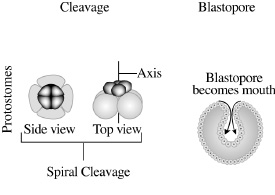 Cleavage
Blastopore
Axis
Blastopore
becomes mouth
Protostomes
Side view
Top view
Spiral Cleavage